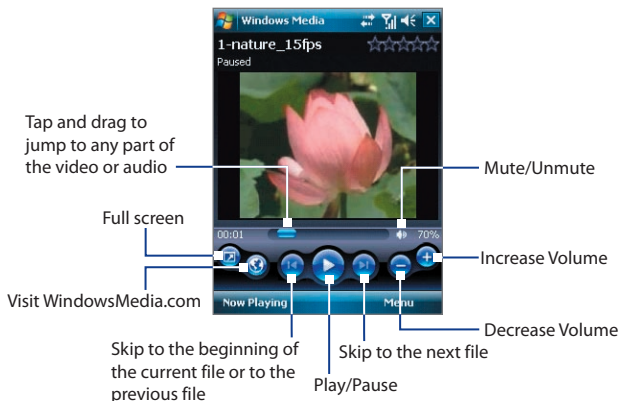 Windows Media
1-nature_15fps
Paused
Tap and drag to
jump to any part of
the video or audio
Mute/Unmute
Full screen
00:01
70%
Increase Volume
Visit WindowsMedia.com
Now Playing
Menu
Decrease Volume
Skip to the beginning of
the current file or to the
previous file
Skip to the next file
Play/Pause